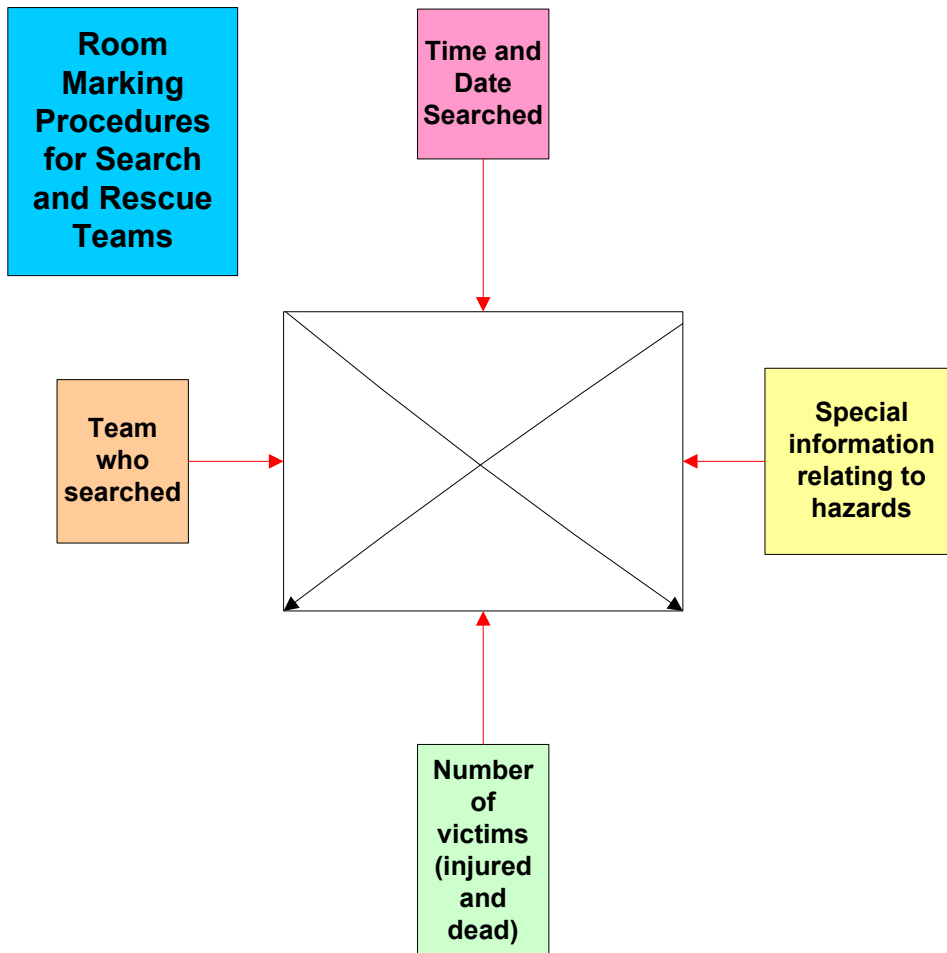 Room
Marking
Procedures
for Search
and Rescue
Teams
Time and
Date
Searched
Team
who
searched
Special
information
relating to
hazards
Number
of
victims
(injured
and
dead)